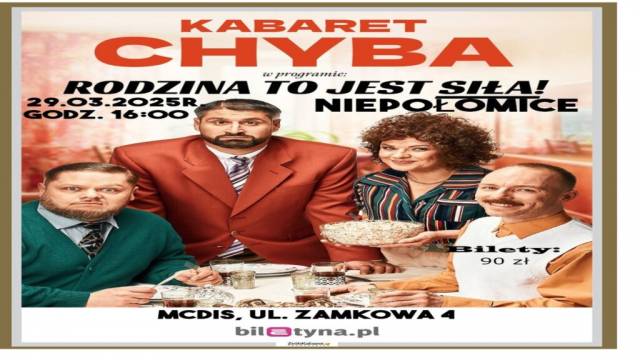 KABARET
CHYBA
w programie:
RODZINA TO JEST SIŁA!
29.03.2025R.
GODZ. 16:00
NIEPOŁOMICE
Bilety:
90 zł
MCDIS, UL. ZAMKOWA 4
biletyna.pl